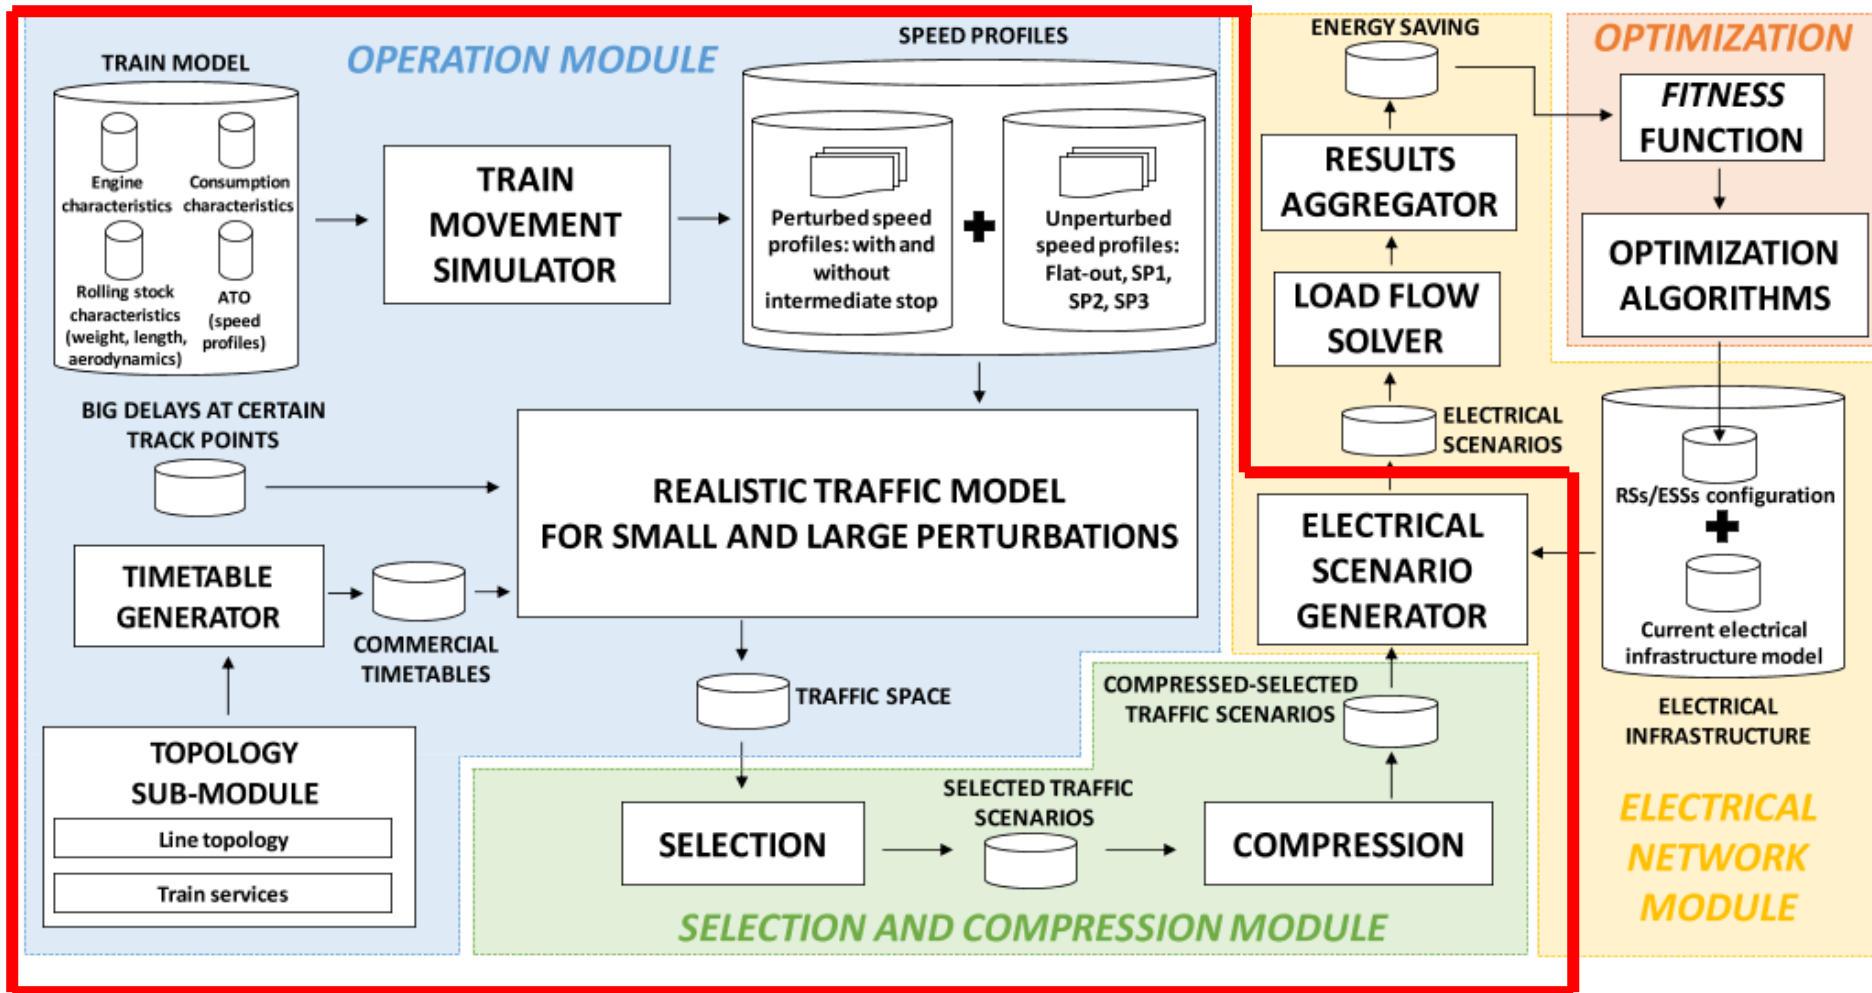 OPERATION MODULE
TRAIN MODEL
Engine
characteristics
Consumption
characteristics
Rolling stock
characteristics
(weight, length,
aerodynamics)
ATO
(speed
profiles)
TRAIN
MOVEMENT
SIMULATOR
SPEED PROFILES
Perturbed speed
profiles: with and
without
intermediate stop
Unperturbed
speed profiles:
Flat-out, SP1,
SP2, SP3
BIG DELAYS AT CERTAIN
TRACK POINTS
REALISTIC TRAFFIC MODEL
FOR SMALL AND LARGE PERTURBATIONS
TIMETABLE
GENERATOR
COMMERCIAL
TIMETABLES
TOPOLOGY
SUB-MODULE
Line topology
Train services
TRAFFIC SPACE
SELECTION
SELECTED TRAFFIC
SCENARIOS
COMPRESSION
COMPRESSED-SELECTED
TRAFFIC SCENARIOS
SELECTION AND COMPRESSION MODULE
ENERGY SAVING
RESULTS
AGGREGATOR
LOAD FLOW
SOLVER
ELECTRICAL
SCENARIOS
ELECTRICAL
SCENARIO
GENERATOR
OPTIMIZATION
FITNESS
FUNCTION
OPTIMIZATION
ALGORITHMS
RSs/ESSs configuration
Current electrical
infrastructure model
ELECTRICAL
INFRASTRUCTURE
ELECTRICAL
NETWORK
MODULE